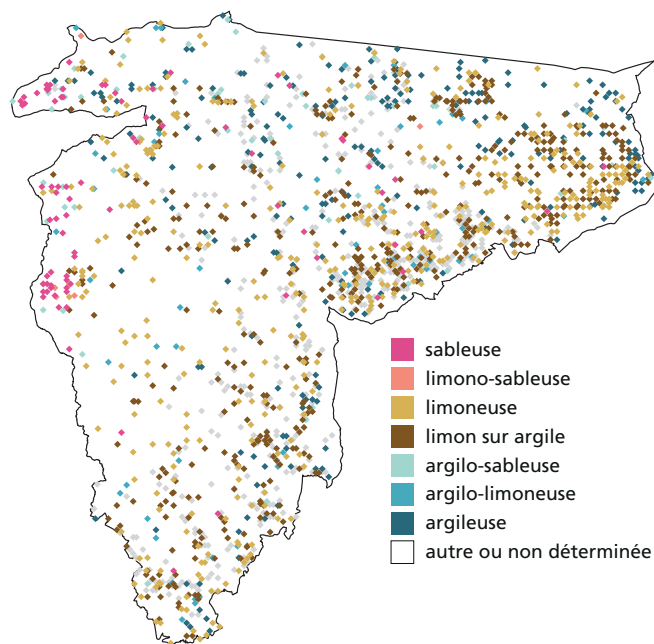 sableuse
limono-sableuse
limoneuse
limon sur argile
argilo-sableuse
argilo-limoneuse
argileuse
autre ou non déterminée